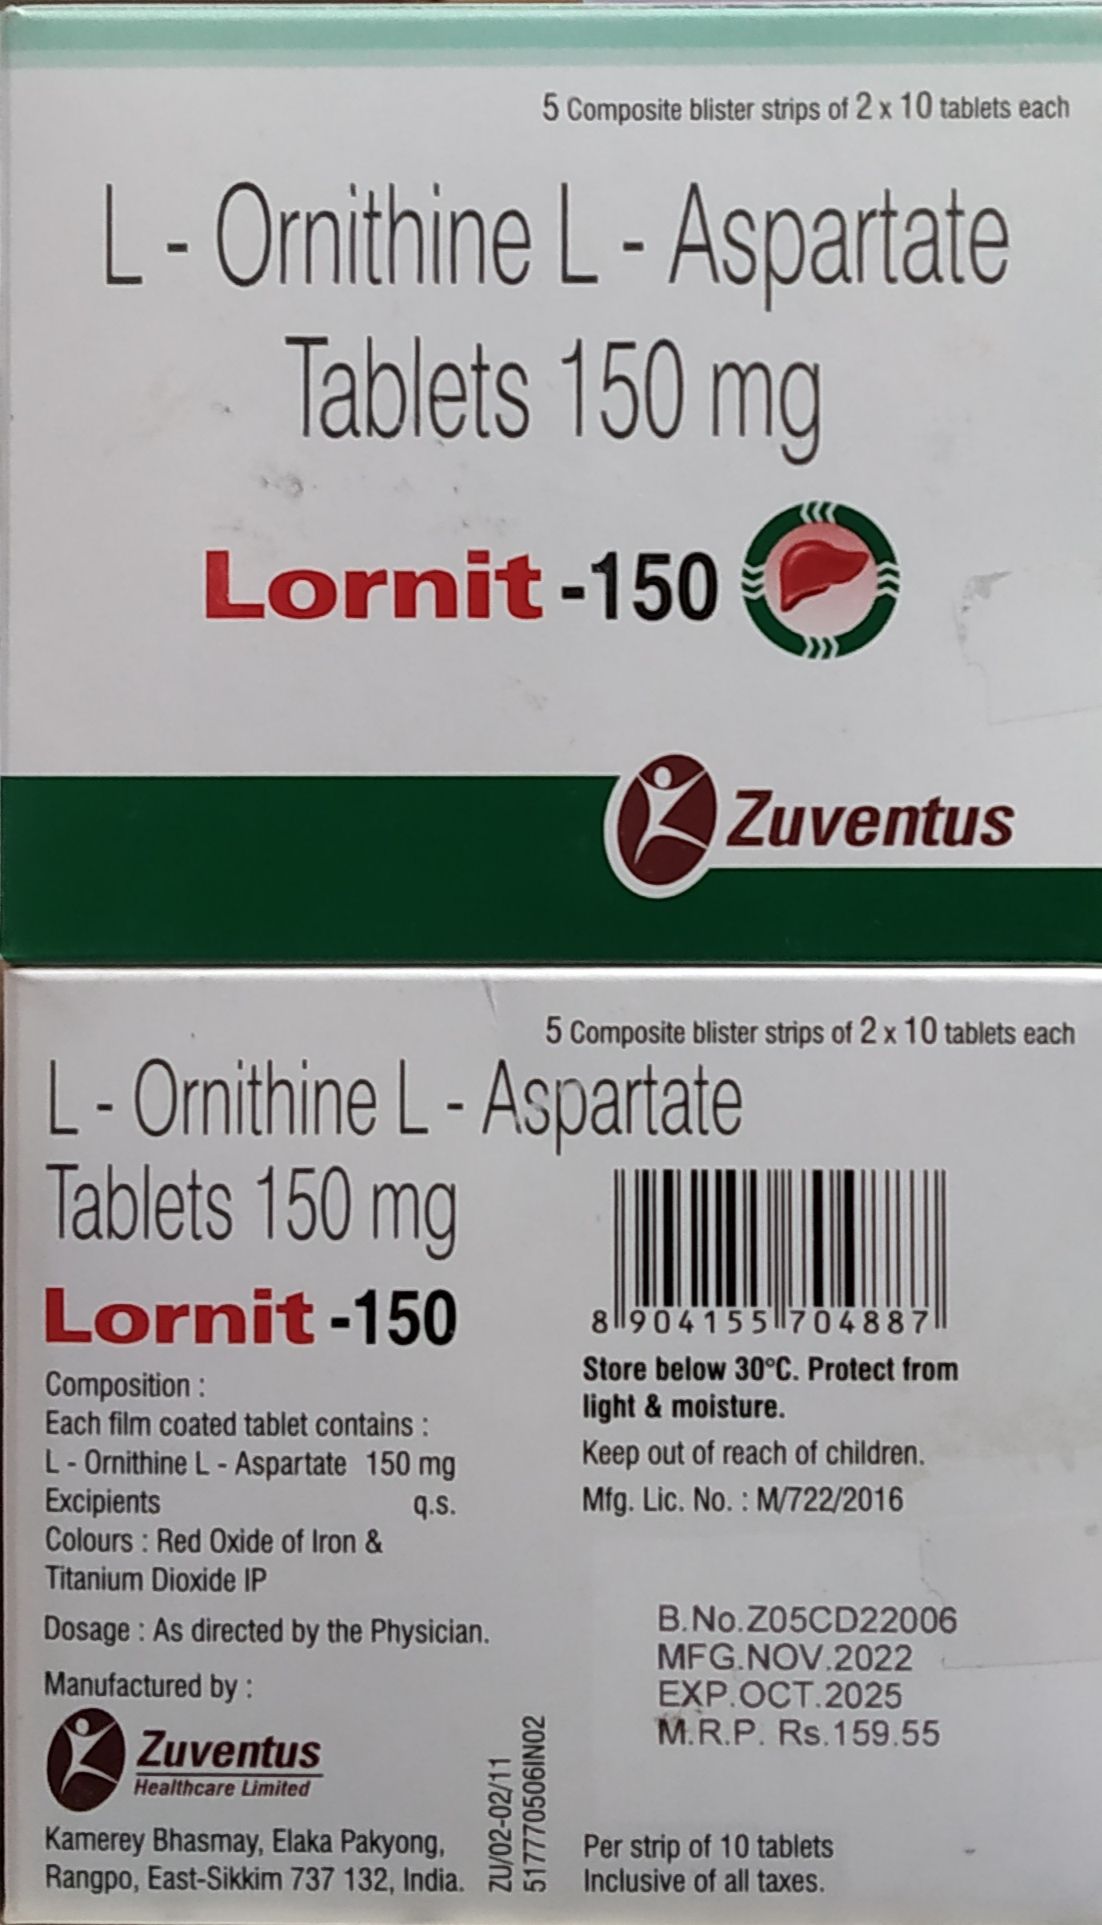 5 Composite blister strips of 2 x 10 tablets each
L - Ornithine L - Aspartate
Tablets 150 mg
Lornit -150
Zuventus
5 Composite blister strips of 2 x 10 tablets each
L - Ornithine L - Aspartate
Tablets 150 mg
Lornit -150
Composition :
Each film coated tablet contains :
L - Ornithine L - Aspartate 150 mg
Excipients q.s.
Colours : Red Oxide of Iron &
Titanium Dioxide IP
Dosage : As directed by the Physician.
Manufactured by :
Zuventus
Healthcare Limited
Kamerey Bhasmay, Elaka Pakyong,
Rangpo, East-Sikkim 737 132, India.
ZU/02-02/11
517770506IN02
8 904155 704887
Store below 30°C. Protect from
light & moisture.
Keep out of reach of children.
Mfg. Lic. No. : M/722/2016
B.No.Z05CD22006
MFG.NOV.2022
EXP.OCT.2025
M.R.P. Rs.159.55
Per strip of 10 tablets
Inclusive of all taxes.